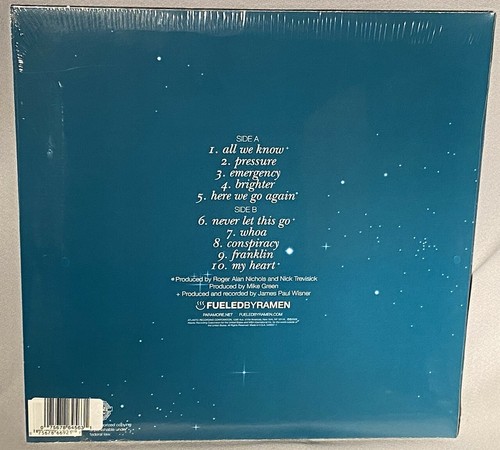 SIDE A
1. all we know*
2. pressure
3. emergency
4. brighter
5. here we go again*
SIDE B
6. never let this go+
7. whoa
8. conspiracy
9. franklin
10. my heart+
*Produced by Roger Alan Nichols and Nick Trevisick
Produced by Mike Green
+ Produced and recorded by James Paul Wisner
FUELEDBYRAMEN
PARAMORE.NET FUELEDBYRAMEN.COM